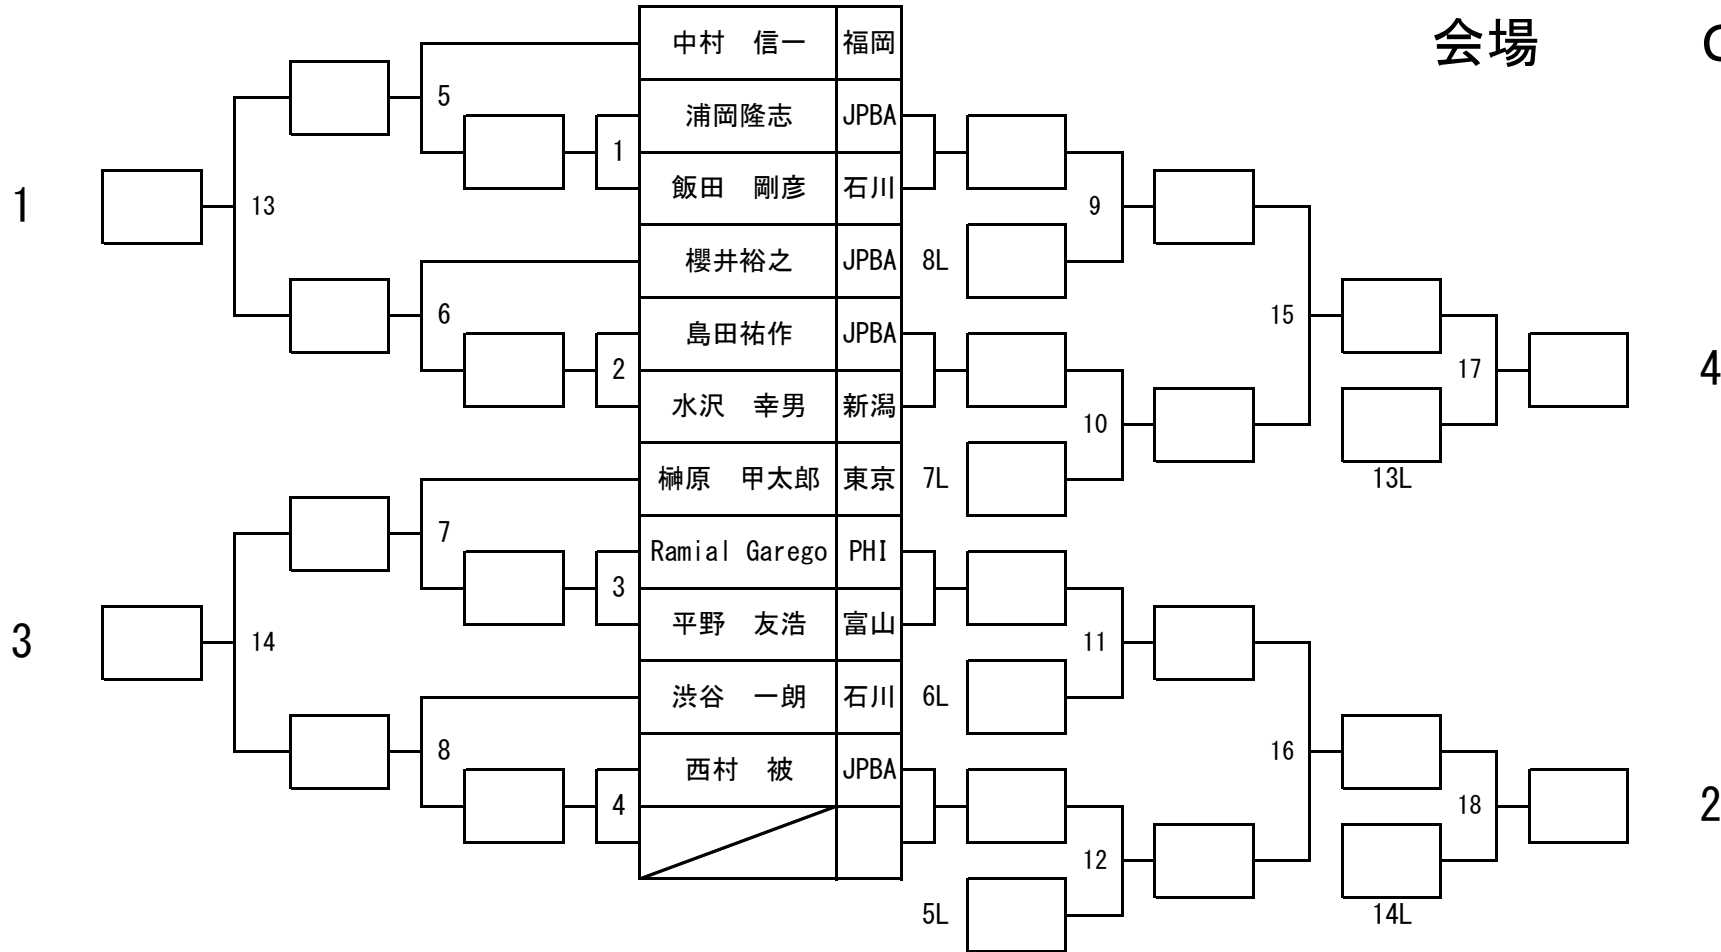 会場
中村　信一 福岡
5
浦岡隆志 JPBA
1
飯田　剛彦 石川
1 13 9
櫻井裕之 JPBA 8L
6 15
島田祐作 JPBA
2 17 4
水沢　幸男 新潟
10
榊原　甲太郎 東京 7L 13L
7
Ramial Garego PHI
3
平野　友浩 富山
3 14 11
渋谷　一朗 石川 6L
8 16
西村　被 JPBA
4 18 2
12
5L 14L